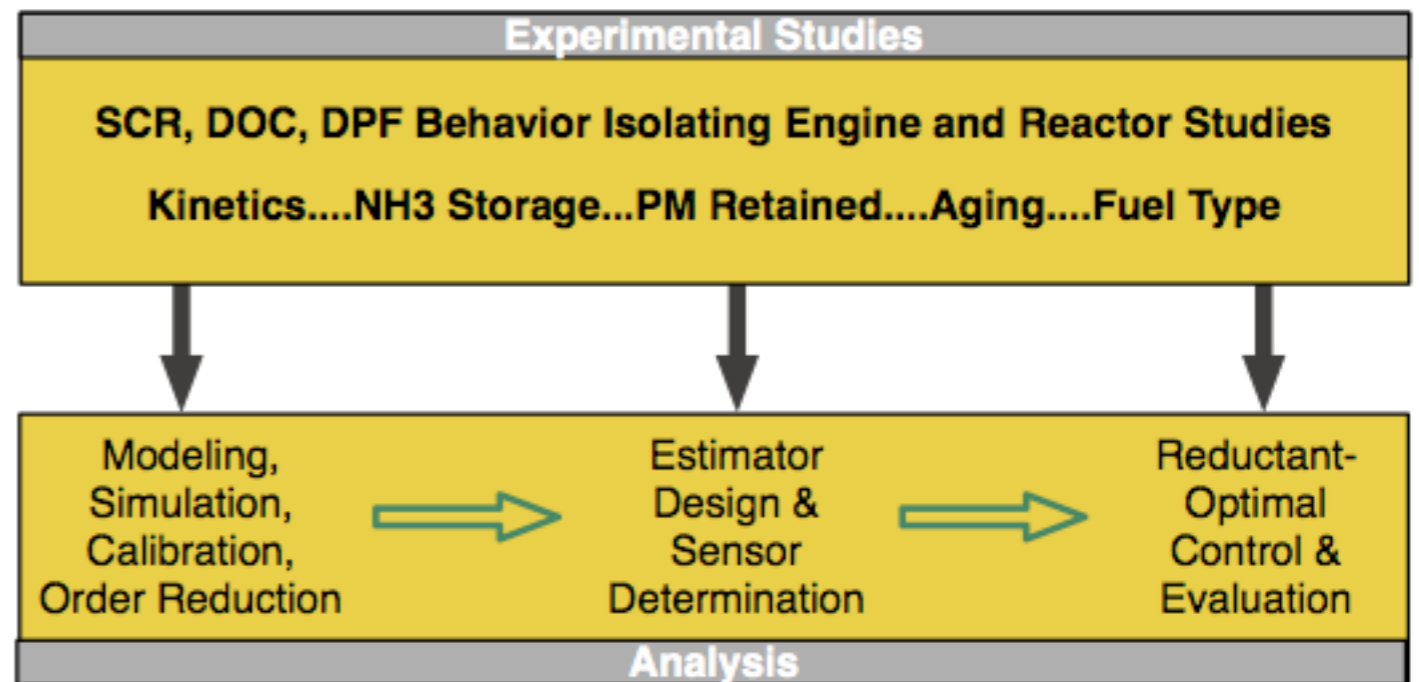 Experimental Studies
SCR, DOC, DPF Behavior Isolating Engine and Reactor Studies
Kinetics....NH3 Storage...PM Retained....Aging....Fuel Type
Modeling,
Simulation,
Calibration,
Order Reduction
Estimator
Design &
Sensor
Determination
Reductant-
Optimal
Control &
Evaluation
Analysis